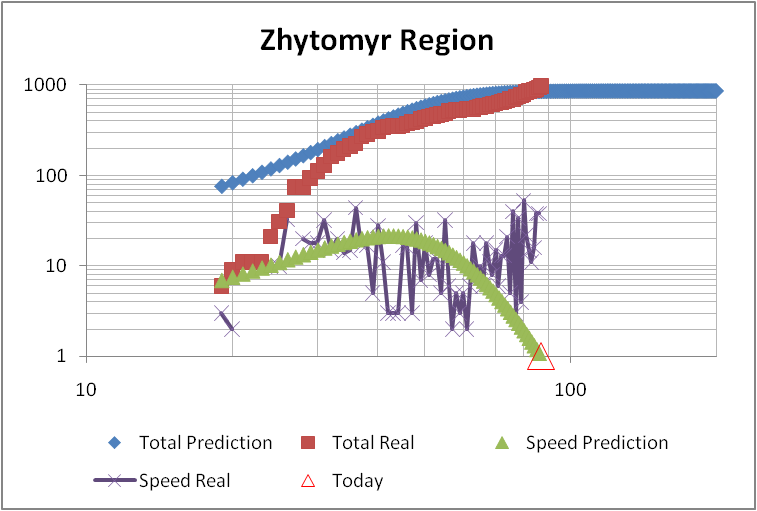 Zhytomyr Region
1000
100
10
1
10
100
Total Prediction
Total Real
Speed Prediction
Speed Real
Today